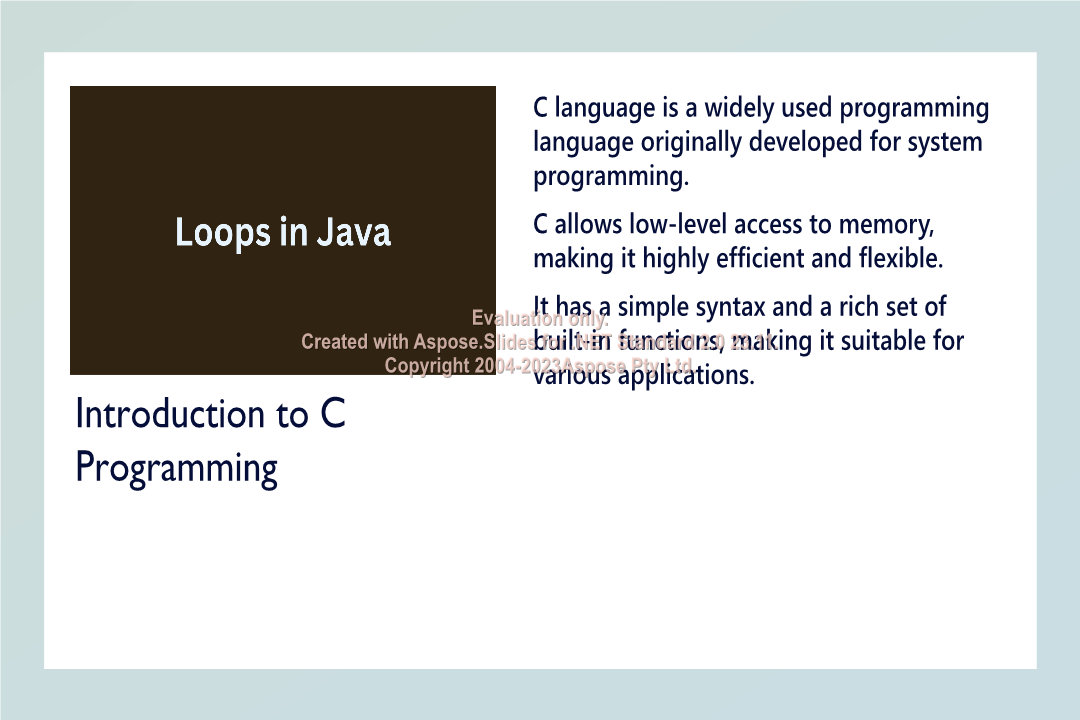 Loops in Java
Introduction to C
Programming
C language is a widely used programming
language originally developed for system
programming.
C allows low-level access to memory,
making it highly efficient and flexible.
It has a simple syntax and a rich set of
built-in functions, making it suitable for
various applications.
Evaluation only.
Created with Aspose.Slides for .NET Standard 2.0 23.11.
Copyright 2004-2023Aspose Pty Ltd.